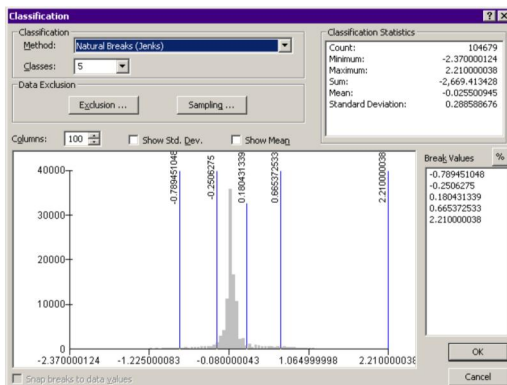 Classification
Classification
Method: Natural Breaks (Jenks)
Classes: 5
Data Exclusion
Exclusion ... Sampling ...
Classification Statistics
Count: 104679
Minimum: -2.370000124
Maximum: 2.210000038
Sum: -2,669.413428
Mean: -0.025500945
Standard Deviation: 0.288588676
Columns: 100 Show Std. Dev. Show Mean
Break Values %
-0.789451048
-0.2506275
0.180431339
0.665372533
2.210000038
40000
30000
20000
10000
0
-0.789451048
-0.2506275
0.180431339
0.665372533
2.210000038
-2.370000124 -1.225000083 -0.080000043 1.064999998 2.210000038
OK
Snap breaks to data values
Cancel